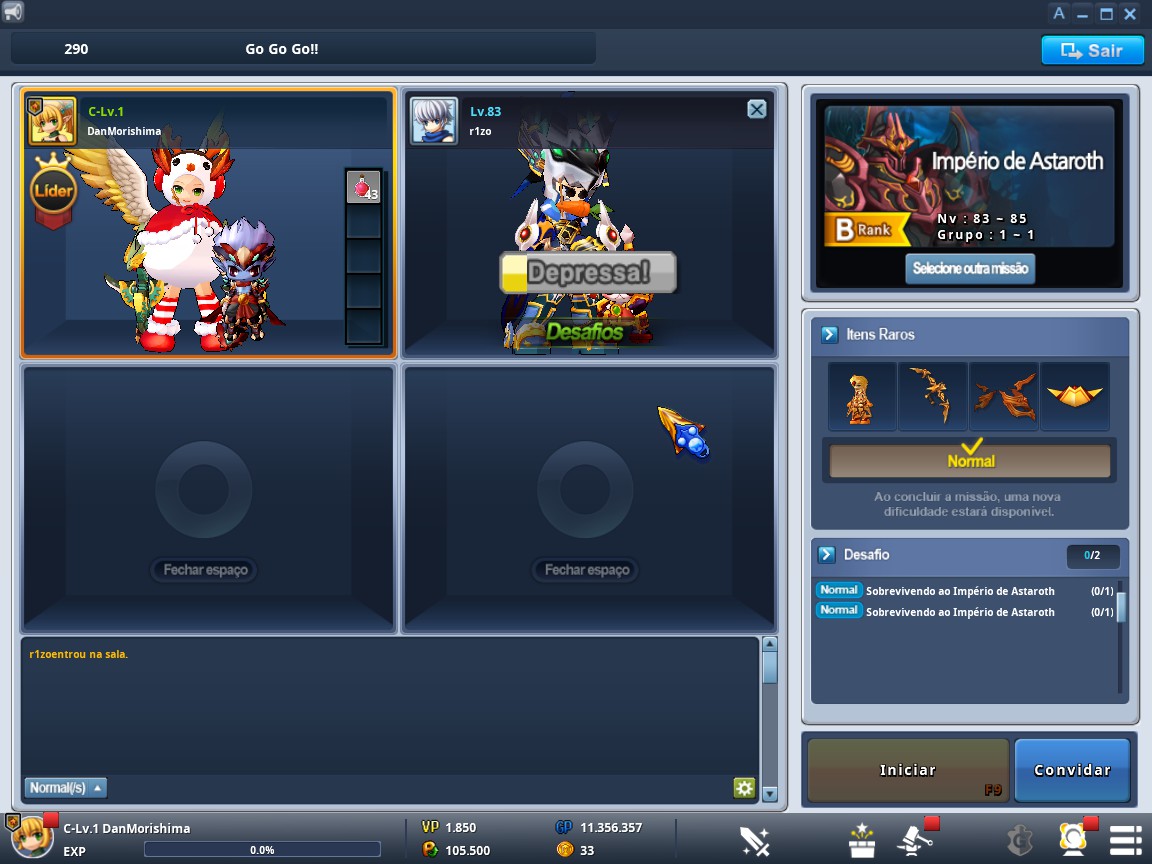 A
290 Go Go Go!!
Sair
C-Lv.1
DanMorishima
Líder
43
Lv.83
r1zo
Depressa!
Desafios
Fechar espaço
Fechar espaço
r1zoentrou na sala.
Normal(/s)
Império de Astaroth
Nv : 83 ~ 85
Grupo : 1 ~ 1
B Rank
Selecione outra missão
Itens Raros
Normal
Ao concluir a missão, uma nova
dificuldade estará disponível.
Desafio 0/2
Normal Sobrevivendo ao Império de Astaroth (0/1)
Normal Sobrevivendo ao Império de Astaroth (0/1)
Iniciar
F9
Convidar
C-Lv.1 DanMorishima
EXP 0.0%
VP 1.850
GP 11.356.357
105.500
33